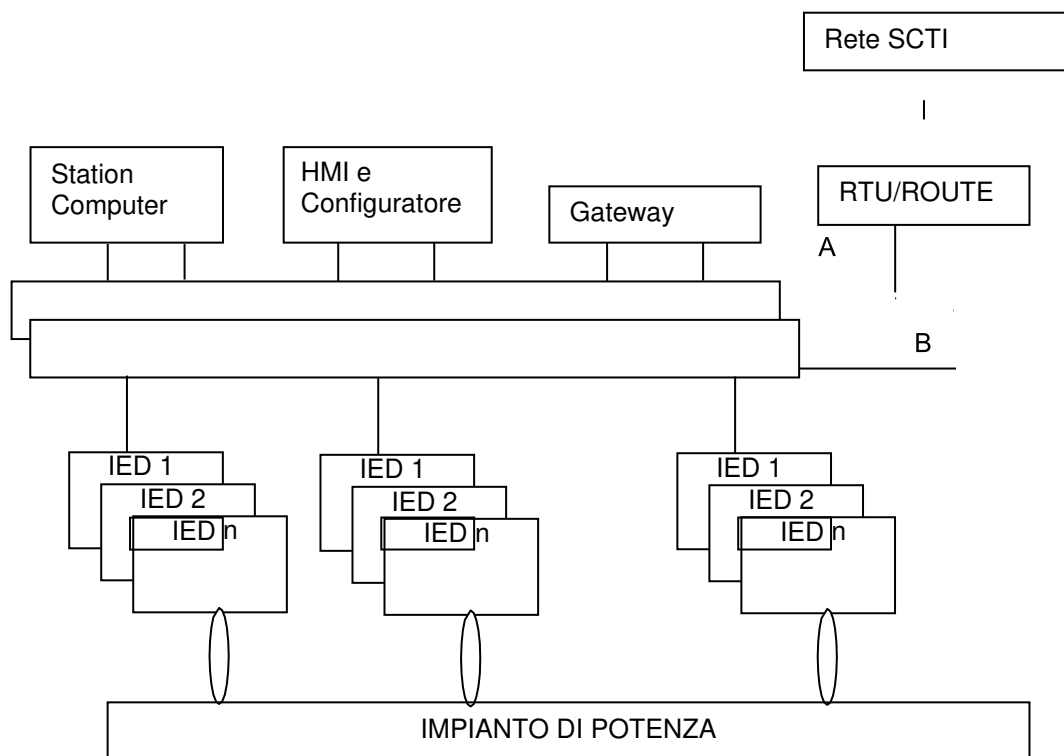 Rete SCTI
Station
Computer
HMI e
Configuratore
Gateway
RTU/ROUTE
A
B
IED 1
IED 2
IED n
IED 1
IED 2
IED n
IED 1
IED 2
IED n
IMPIANTO DI POTENZA